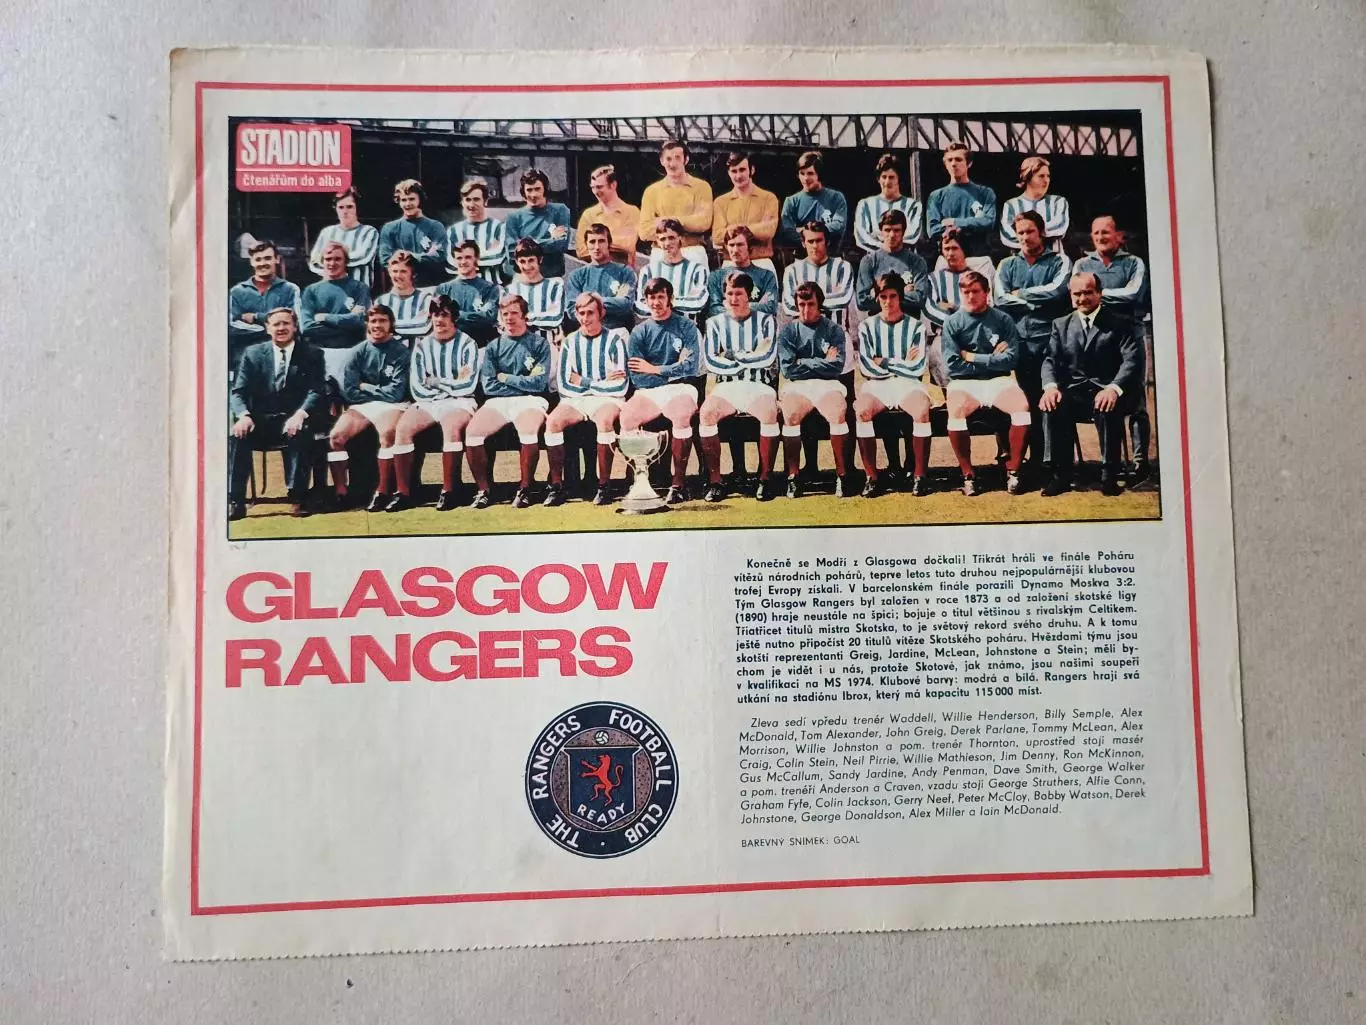 STADIÓN
čtenářům do alba
GLASGOW
RANGERS
THE RANGERS FOOTBALL CLUB
READY
Konečně se Modří z Glasgowa dočkali! Třikrát hráli ve finále Poháru
vítězů národních pohárů, teprve letos tuto druhou nejpopulárnější klubovou
trofej Evropy získali. V barcelonském finále porazili Dynamo Moskva 3:2.
Tým Glasgow Rangers byl založen v roce 1873 a od založení skotské ligy
(1890) hraje neustále na špici; bojuje o titul většinou s rivalským Celtikem.
Třiatřicet titulů mistra Skotska, to je světový rekord svého druhu. A k tomu
ještě nutno připočíst 20 titulů vítěze Skotského poháru. Hvězdami týmu jsou
skotští reprezentanti Greig, Jardine, McLean, Johnstone a Stein; měli by-
chom je vidět i u nás, protože Skotové, jak známo, jsou našimi soupeři
v kvalifikaci na MS 1974. Klubové barvy: modrá a bílá. Rangers hrají svá
utkání na stadiónu Ibrox, který má kapacitu 115 000 míst.
Zleva sedí vpředu trenér Waddell, Willie Henderson, Billy Semple, Alex
McDonald, Tom Alexander, John Greig, Derek Parlane, Tommy McLean, Alex
Morrison, Willie Johnston a pom. trenér Thornton, uprostřed stojí masér
Craig, Colin Stein, Neil Pirrie, Willie Mathieson, Jim Denny, Ron McKinnon,
Gus McCallum, Sandy Jardine, Andy Penman, Dave Smith, George Walker
a pom. trenéři Anderson a Craven, vzadu stojí George Struthers, Alfie Conn,
Graham Fyfe, Colin Jackson, Gerry Neef, Peter McCloy, Bobby Watson, Derek
Johnstone, George Donaldson, Alex Miller a Iain McDonald.
BAREVNÝ SNÍMEK: GOAL